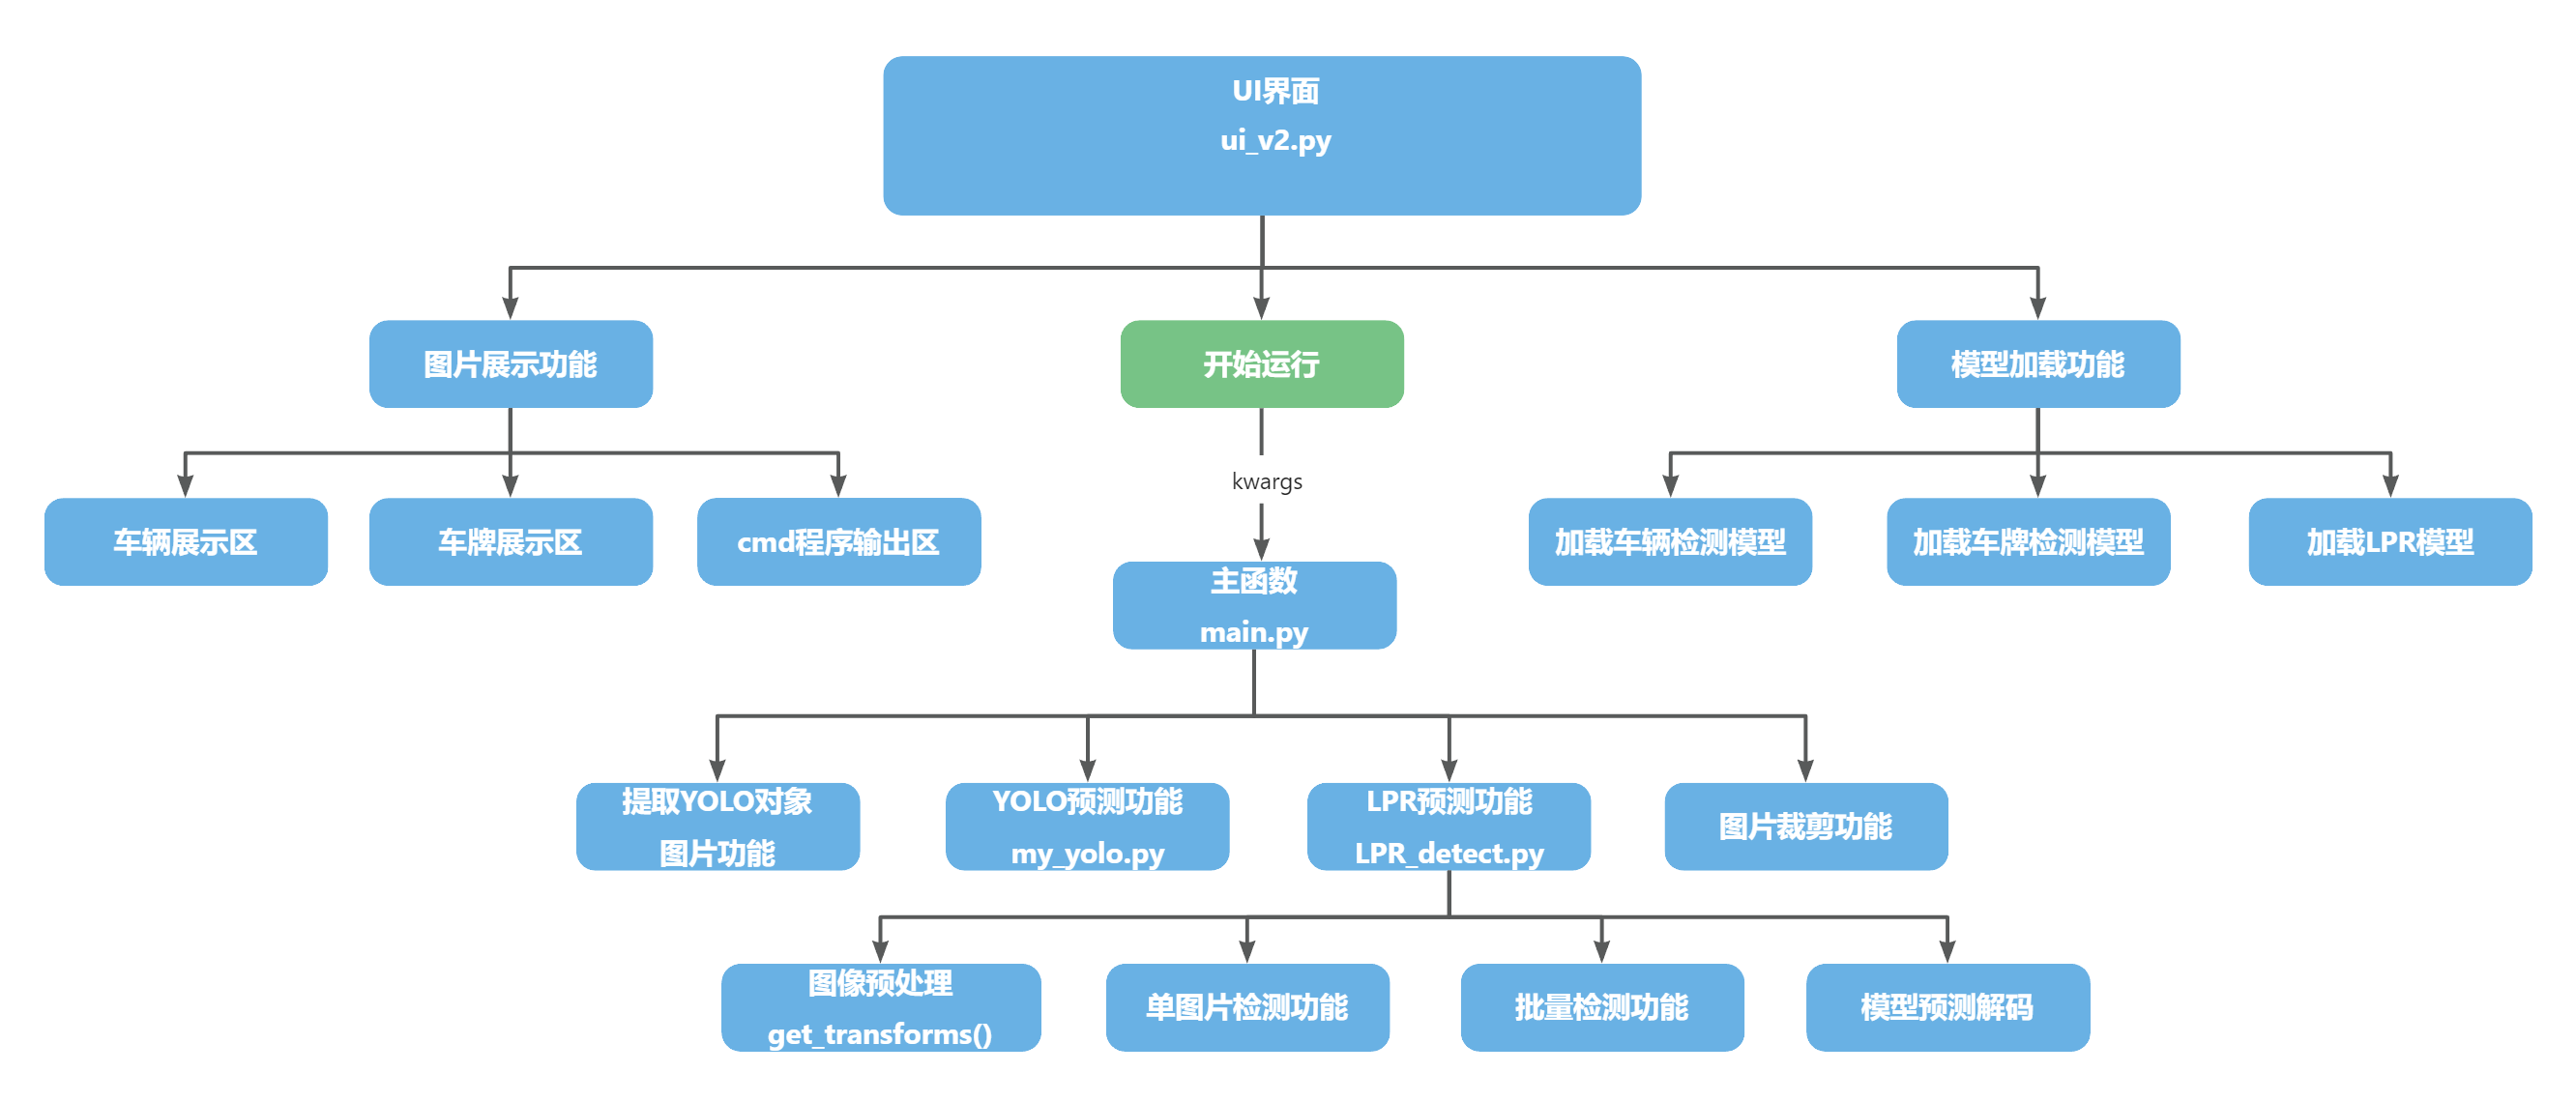 UI界面
ui_v2.py
图片展示功能
开始运行
模型加载功能
kwargs
车辆展示区
车牌展示区
cmd程序输出区
加载车辆检测模型
加载车牌检测模型
加载LPR模型
主函数
main.py
提取YOLO对象
图片功能
YOLO预测功能
my_yolo.py
LPR预测功能
LPR_detect.py
图片裁剪功能
图像预处理
get_transforms()
单图片检测功能
批量检测功能
模型预测解码